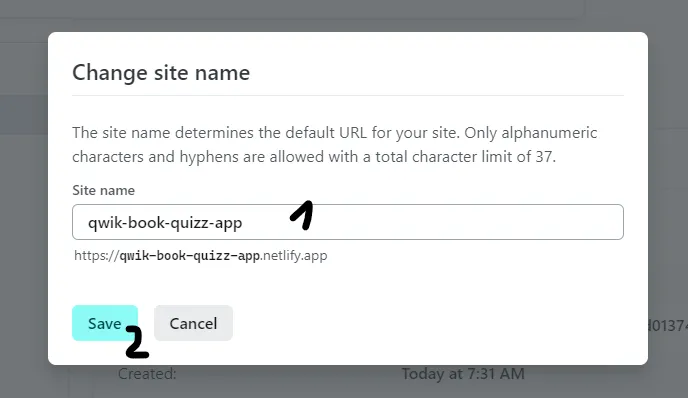 Change site name
The site name determines the default URL for your site. Only alphanumeric
characters and hyphens are allowed with a total character limit of 37.
Site name
qwik-book-quizz-app
1
https://qwik-book-quizz-app.netlify.app
Save
Cancel
2
d01374
Created:
Today at 7:31 AM